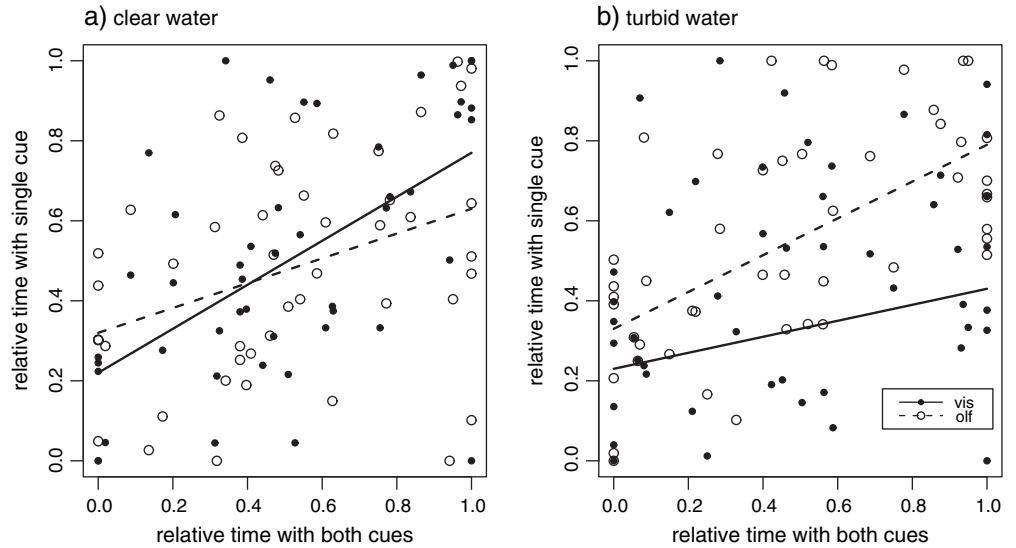 a) clear water
relative time with single cue
1.0
0.8
0.6
0.4
0.2
0.0
0.0 0.2 0.4 0.6 0.8 1.0
relative time with both cues
b) turbid water
relative time with single cue
1.0
0.8
0.6
0.4
0.2
0.0
vis
olf
0.0 0.2 0.4 0.6 0.8 1.0
relative time with both cues